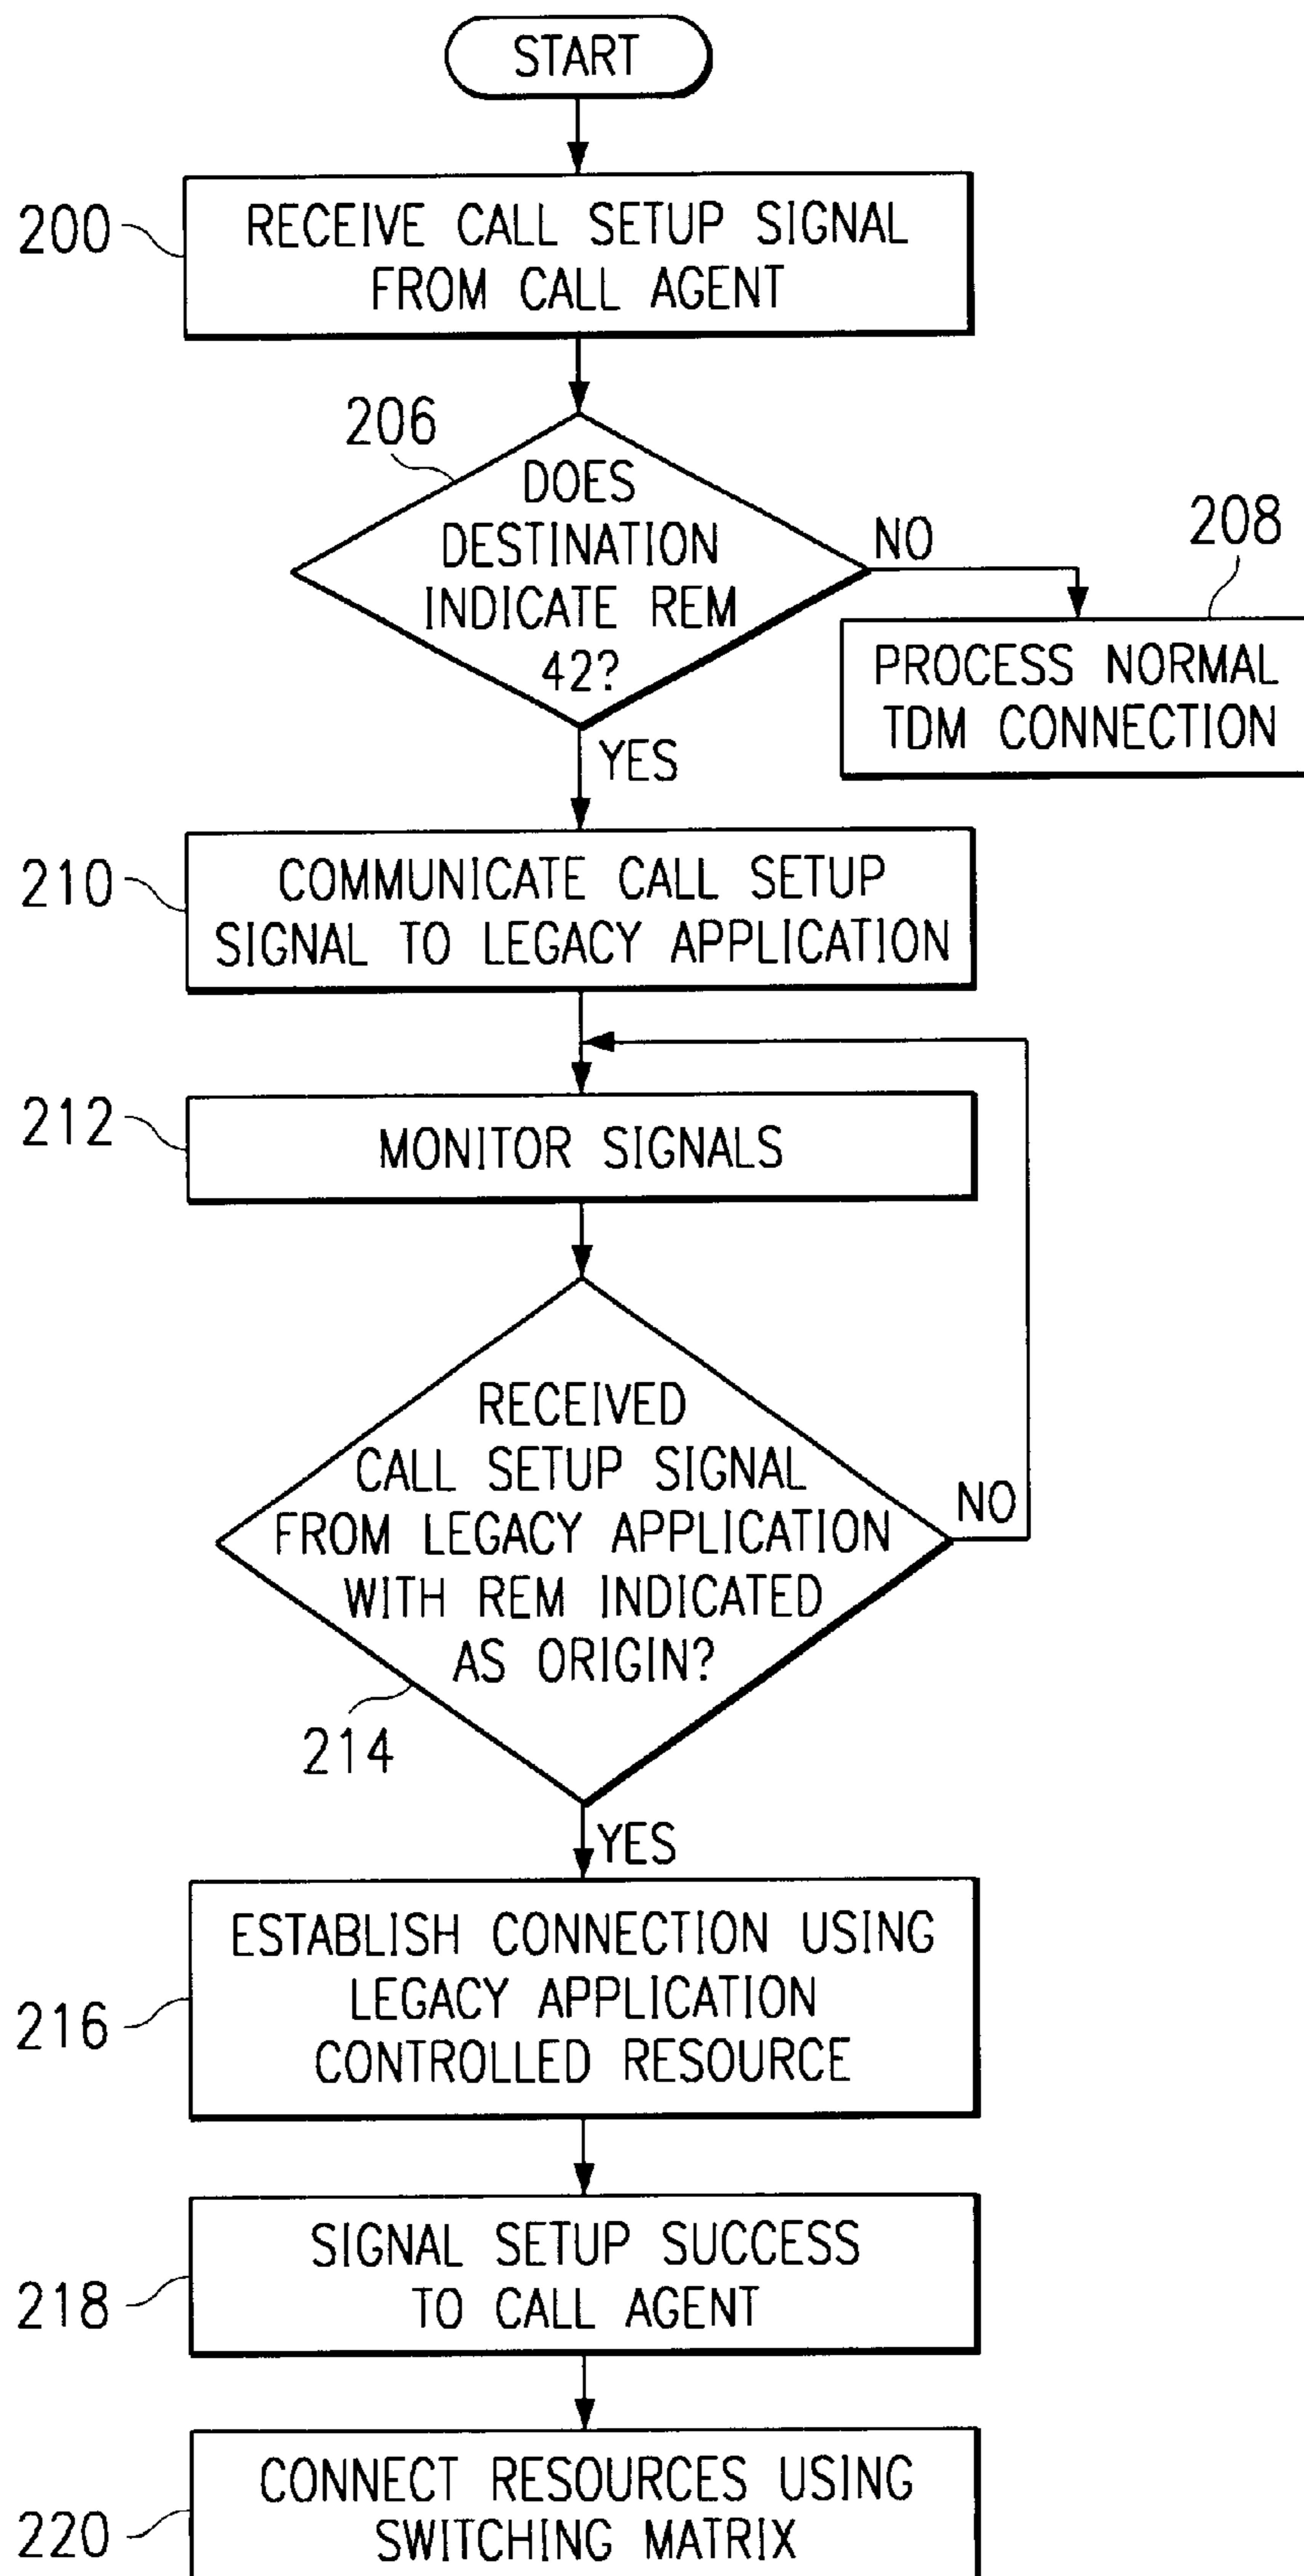 START
200
RECEIVE CALL SETUP SIGNAL
FROM CALL AGENT
206
DOES
DESTINATION
INDICATE REM
42?
NO
208
PROCESS NORMAL
TDM CONNECTION
YES
210
COMMUNICATE CALL SETUP
SIGNAL TO LEGACY APPLICATION
212
MONITOR SIGNALS
RECEIVED
CALL SETUP SIGNAL
FROM LEGACY APPLICATION
WITH REM INDICATED
AS ORIGIN?
NO
214
YES
216
ESTABLISH CONNECTION USING
LEGACY APPLICATION
CONTROLLED RESOURCE
218
SIGNAL SETUP SUCCESS
TO CALL AGENT
220
CONNECT RESOURCES USING
SWITCHING MATRIX